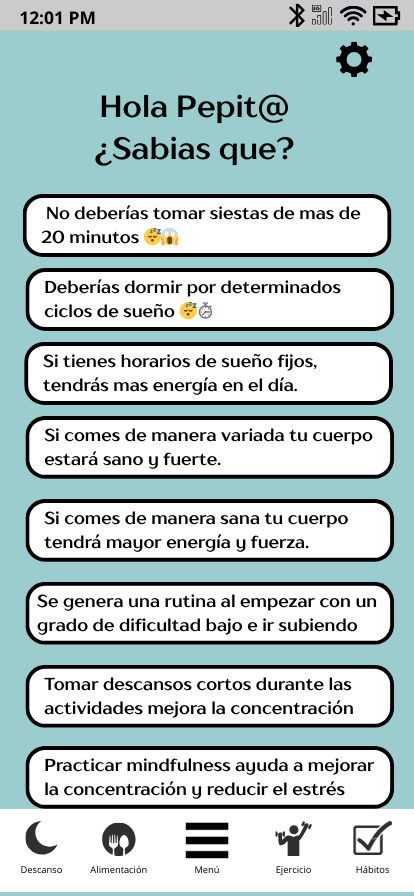 12:01 PM
Hola Pepit@
¿Sabias que?
No deberías tomar siestas de mas de
20 minutos 😴😱
Deberías dormir por determinados
ciclos de sueño 😴⏱
Si tienes horarios de sueño fijos,
tendrás mas energía en el día.
Si comes de manera variada tu cuerpo
estará sano y fuerte.
Si comes de manera sana tu cuerpo
tendrá mayor energía y fuerza.
Se genera una rutina al empezar con un
grado de dificultad bajo e ir subiendo
Tomar descansos cortos durante las
actividades mejora la concentración
Practicar mindfulness ayuda a mejorar
la concentración y reducir el estrés
Descanso Alimentación Menú Ejercicio Hábitos